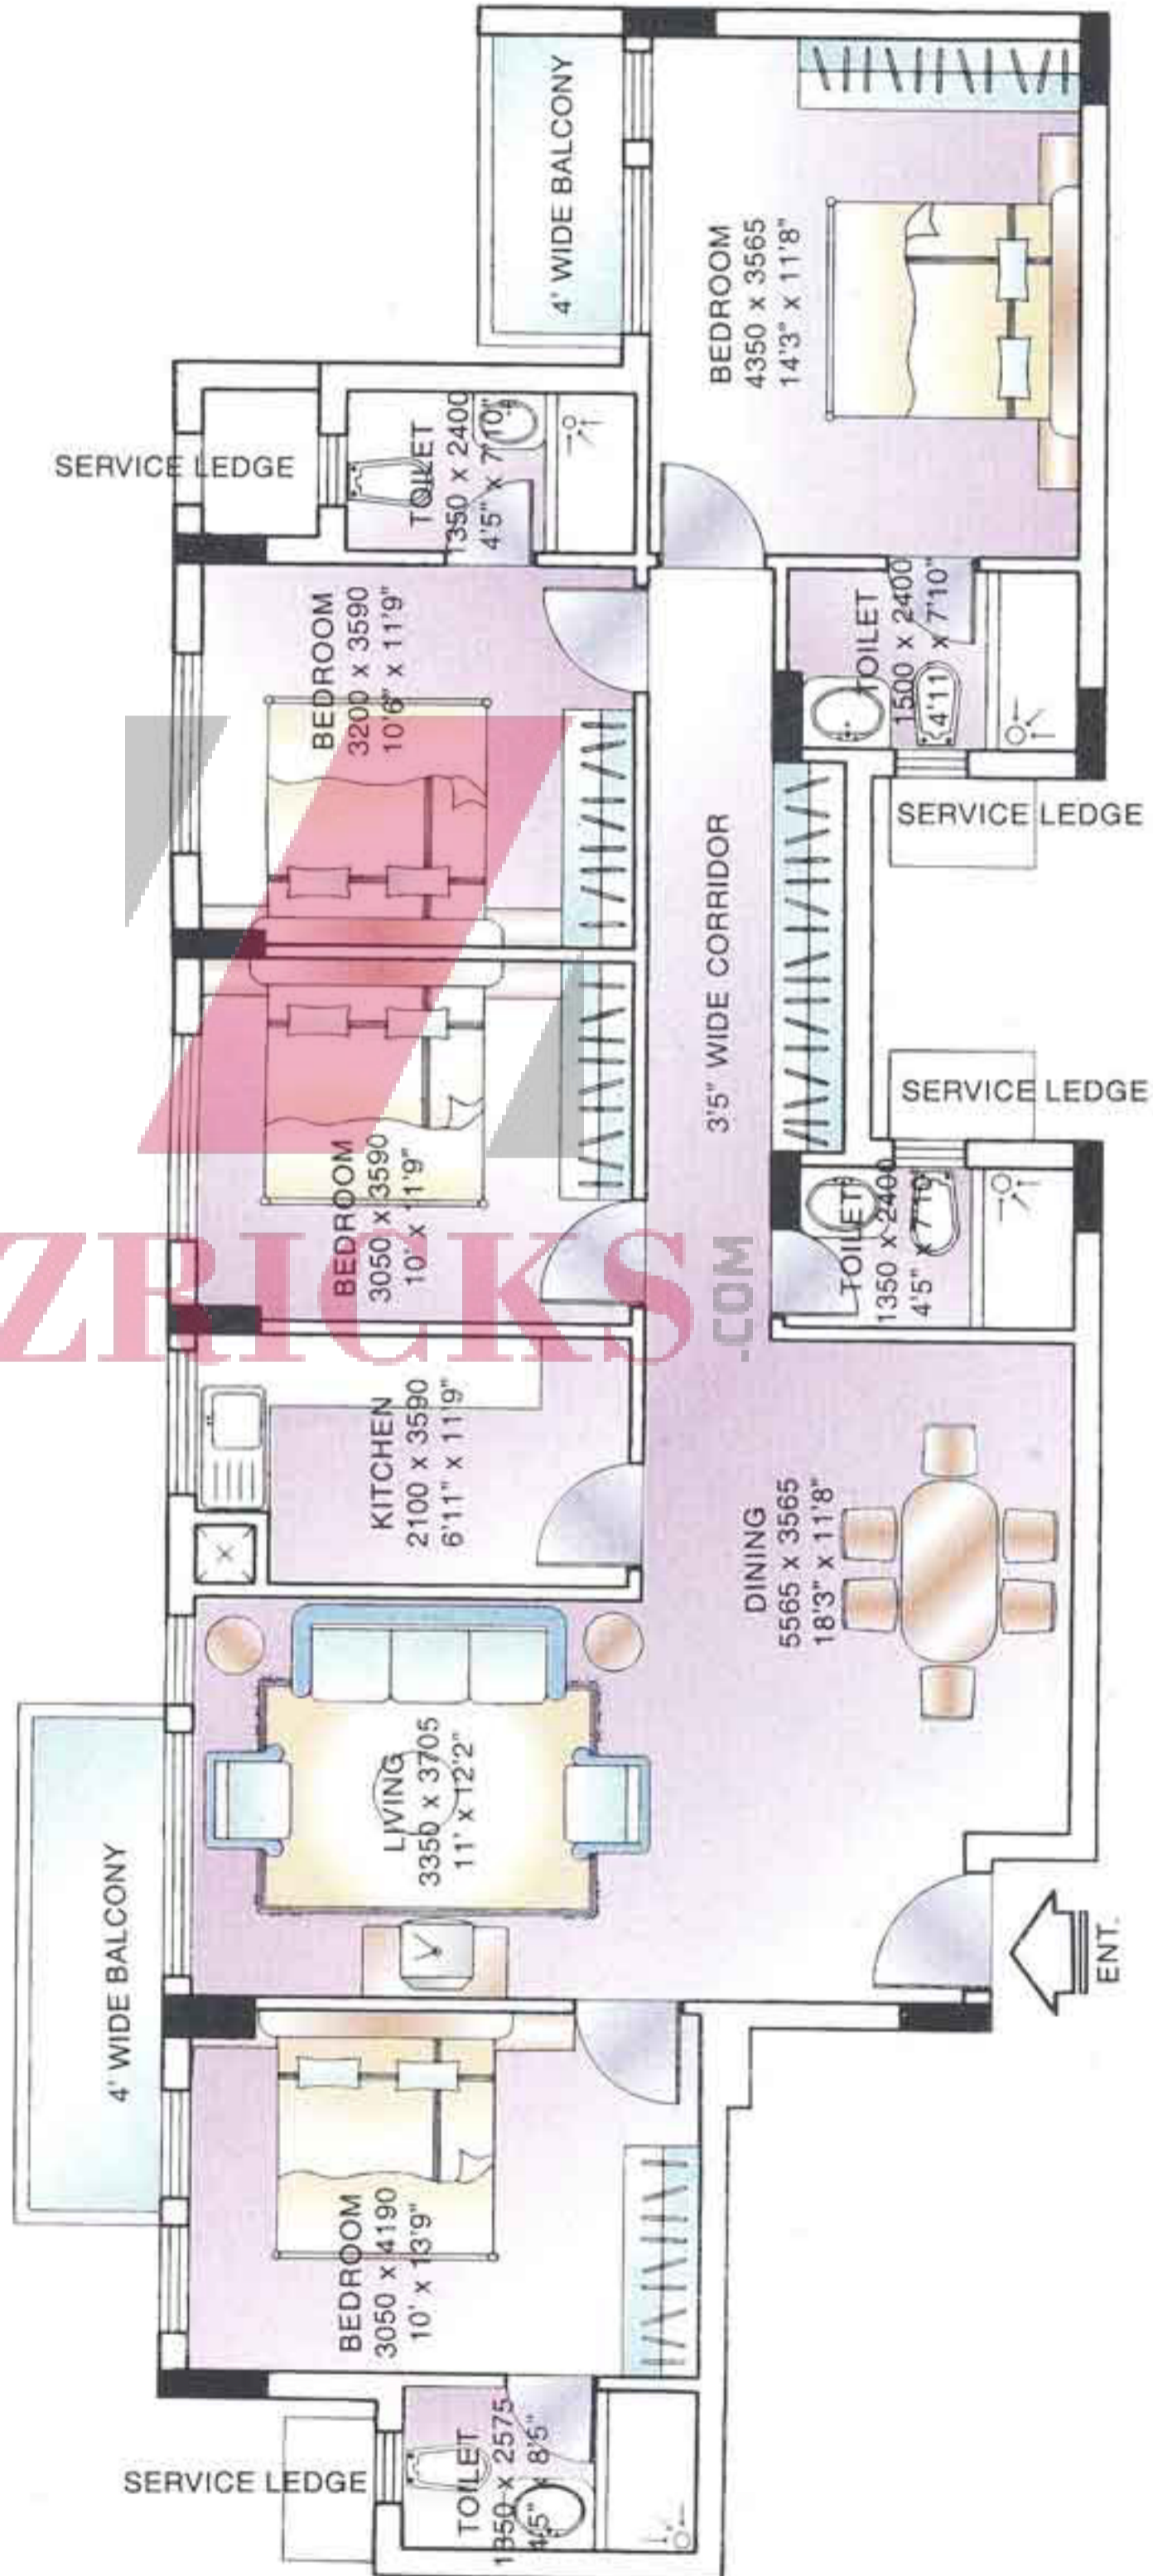 4' WIDE BALCONY
BEDROOM
4350 x 3565
14'3" x 11'8"
SERVICE LEDGE
TOILET
1350 x 2400
4'5" x 7'10"
BEDROOM
3200 x 3590
10'6" x 11'9"
TOILET
1500 x 2400
4'11 x 7'10"
SERVICE LEDGE
3'5" WIDE CORRIDOR
SERVICE LEDGE
BEDROOM
3050 x 3590
10' x 11'9"
TOILET
1350 x 2400
4'5" x 7'10"
ZRICKS
.COM
KITCHEN
2100 x 3590
6'11" x 11'9"
DINING
5565 x 3565
18'3" x 11'8"
LIVING
3350 x 3705
11' x 12'2"
4' WIDE BALCONY
ENT.
BEDROOM
3050 x 4190
10' x 13'9"
SERVICE LEDGE
TOILET
1350 x 2575
4'5" x 8'5"